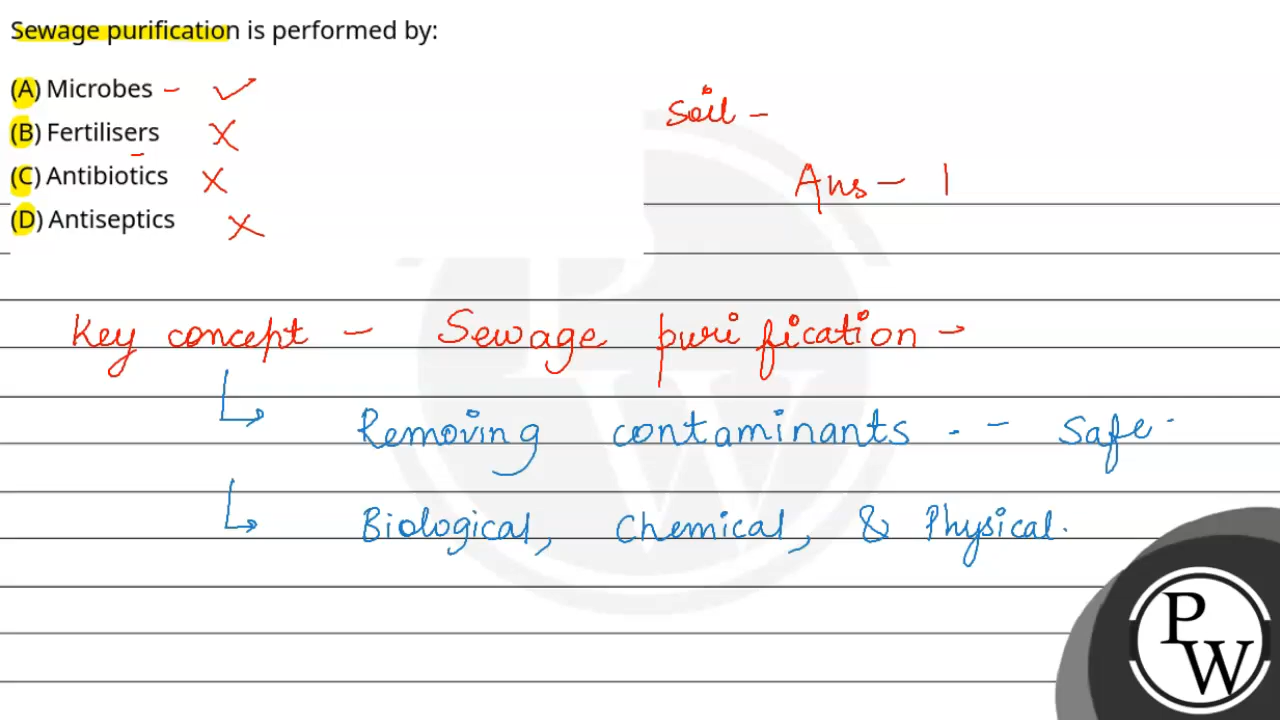 Sewage purification is performed by:
(A) Microbes -
(B) Fertilisers
(C) Antibiotics
(D) Antiseptics
Soil -
Ans - 1
Key concept - Sewage purification -
Removing contaminants . - Safe.
Biological, Chemical, & Physical.
PW
PW